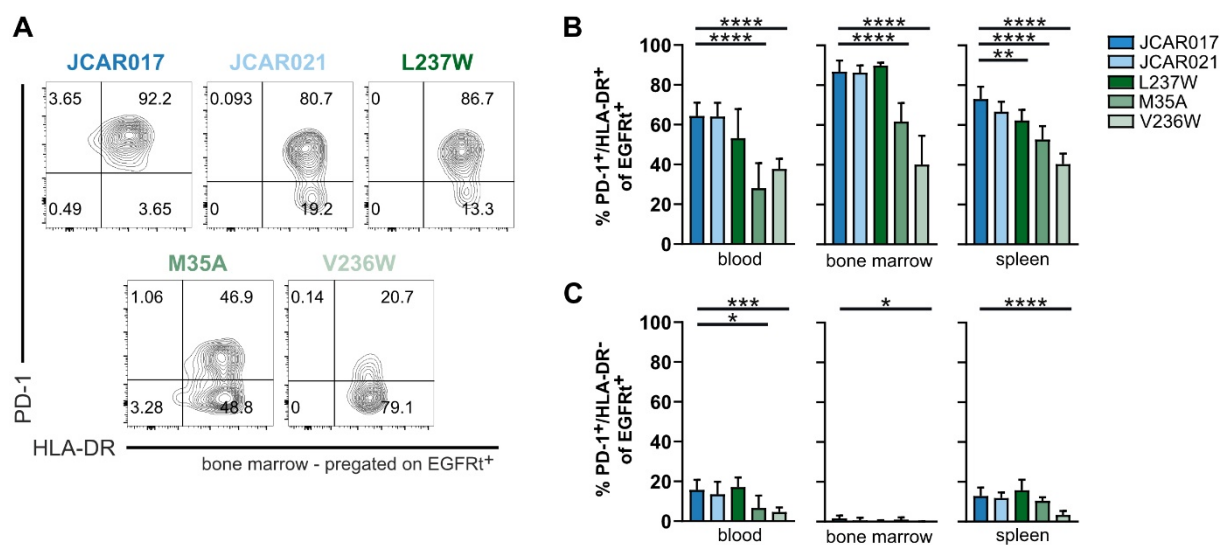 A
JCAR017 JCAR021 L237W
3.65 92.2 0.093 80.7 0 86.7
0.49 3.65 0 19.2 0 13.3
M35A V236W
1.06 46.9 0.14 20.7
3.28 48.8 0 79.1
PD-1
HLA-DR
bone marrow - pregated on EGFRt+
B
% PD-1+/HLA-DR+
of EGFRt+
100
80
60
40
20
0
**** **** ****
**** **** ****
**
blood bone marrow spleen
JCAR017
JCAR021
L237W
M35A
V236W
C
% PD-1+/HLA-DR-
of EGFRt+
100
80
60
40
20
0
*** * ****
*
blood bone marrow spleen